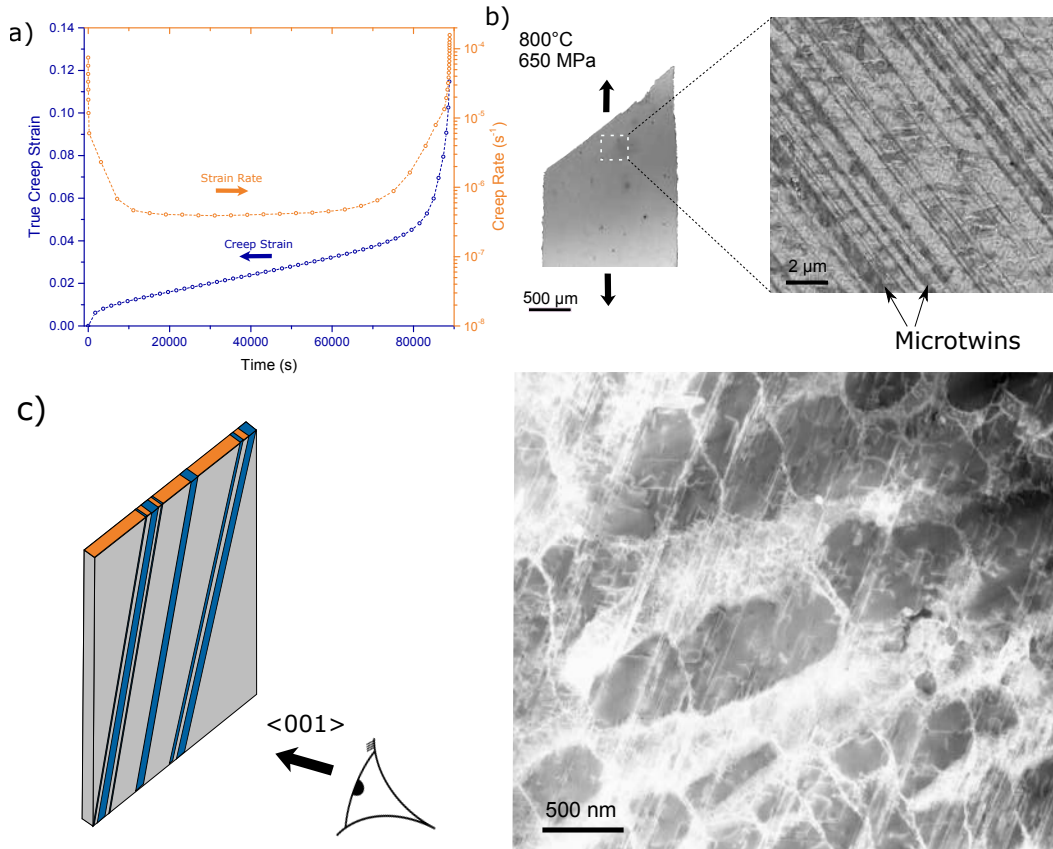 a)
0.14
0.12
0.10
0.08
0.06
0.04
0.02
0.00
True Creep Strain
0
20000
40000
60000
80000
Time (s)
10⁻⁴
10⁻⁵
10⁻⁶
10⁻⁷
10⁻⁸
Creep Rate (s⁻¹)
Strain Rate
Creep Strain
b)
800°C
650 MPa
500 µm
2 µm
Microtwins
c)
<001>
500 nm